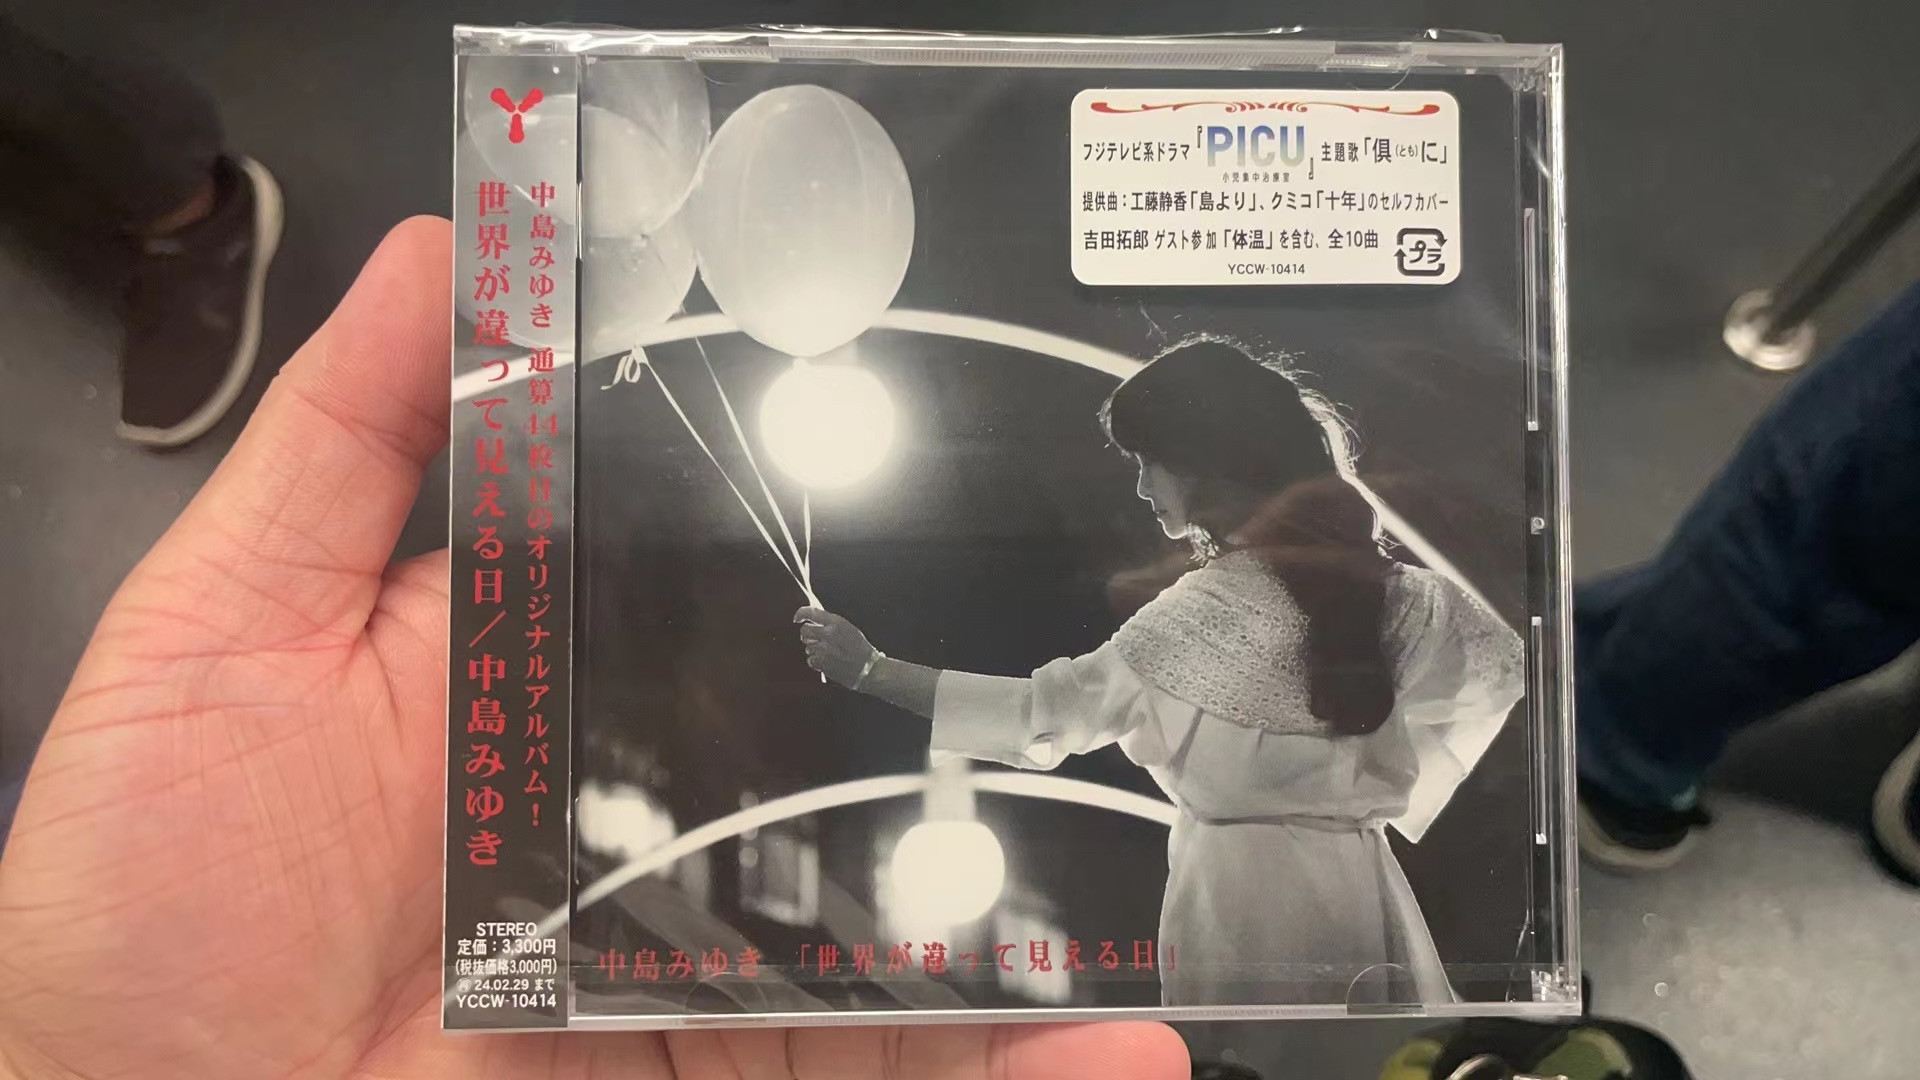 中島みゆき 通算44枚目のオリジナルアルバム!
世界が違って見える日/中島みゆき
STEREO
定価:3,300円
(税抜価格3,000円)
Ⓡ 24.02.29 まで
YCCW-10414
フジテレビ系ドラマ『PICU』主題歌「倶(とも)に」
小児集中治療室
提供曲:工藤静香「島より」、クミコ「十年」のセルフカバー
吉田拓郎 ゲスト参加「体温」を含む、全10曲
プラ
YCCW-10414
中島みゆき 「世界が違って見える日」